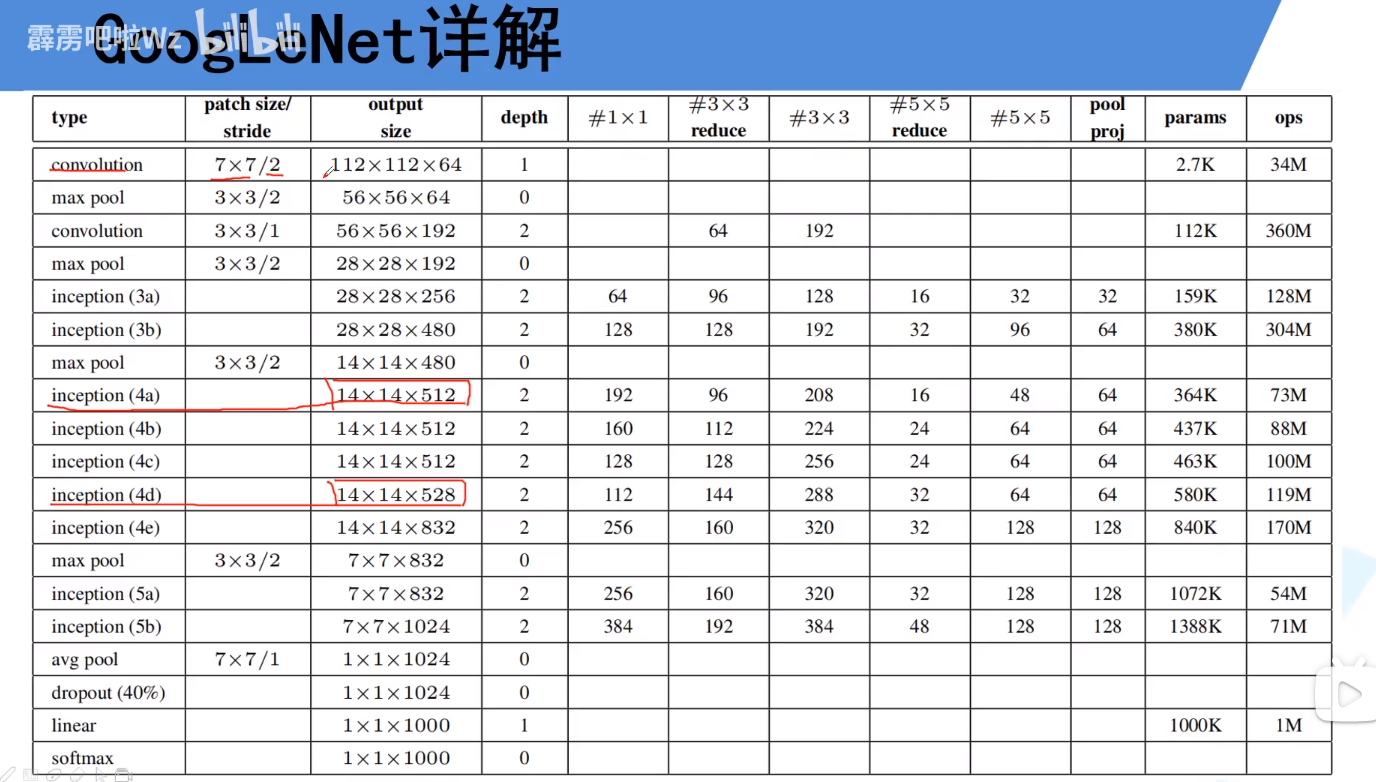 霹雳吧啦Wz bilibili
GoogLeNet详解
type patch size/ stride output size depth #1×1 #3×3 reduce #3×3 #5×5 reduce #5×5 pool proj params ops
convolution 7×7/2 112×112×64 1 2.7K 34M
max pool 3×3/2 56×56×64 0
convolution 3×3/1 56×56×192 2 64 192 112K 360M
max pool 3×3/2 28×28×192 0
inception (3a) 28×28×256 2 64 96 128 16 32 32 159K 128M
inception (3b) 28×28×480 2 128 128 192 32 96 64 380K 304M
max pool 3×3/2 14×14×480 0
inception (4a) 14×14×512 2 192 96 208 16 48 64 364K 73M
inception (4b) 14×14×512 2 160 112 224 24 64 64 437K 88M
inception (4c) 14×14×512 2 128 128 256 24 64 64 463K 100M
inception (4d) 14×14×528 2 112 144 288 32 64 64 580K 119M
inception (4e) 14×14×832 2 256 160 320 32 128 128 840K 170M
max pool 3×3/2 7×7×832 0
inception (5a) 7×7×832 2 256 160 320 32 128 128 1072K 54M
inception (5b) 7×7×1024 2 384 192 384 48 128 128 1388K 71M
avg pool 7×7/1 1×1×1024 0
dropout (40%) 1×1×1024 0
linear 1×1×1000 1 1000K 1M
softmax 1×1×1000 0